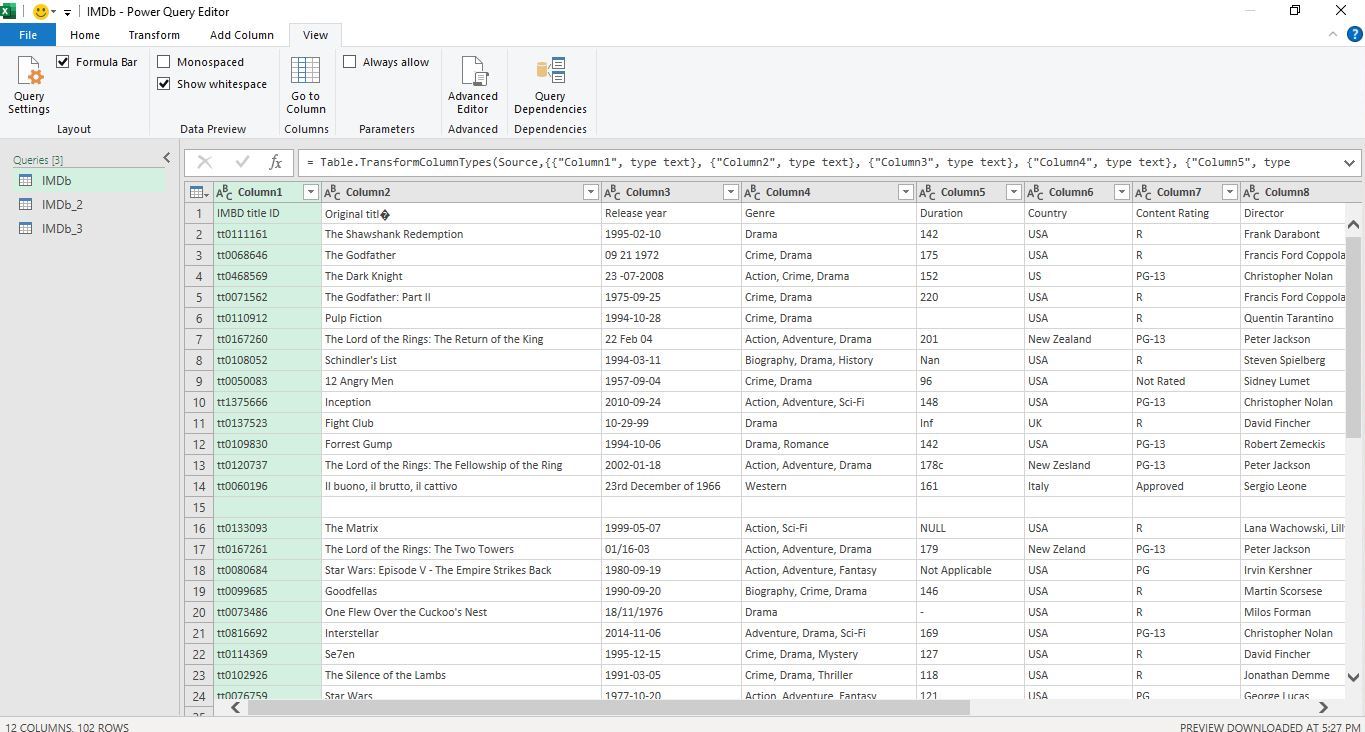 IMDb - Power Query Editor
File Home Transform Add Column View
Formula Bar Monospaced Always allow
Show whitespace
Query Settings Go to Column Advanced Editor Query Dependencies
Layout Data Preview Columns Parameters Advanced Dependencies
Queries [3]
IMDb
IMDb_2
IMDb_3
fx = Table.TransformColumnTypes(Source,{{"Column1", type text}, {"Column2", type text}, {"Column3", type text}, {"Column4", type text}, {"Column5", type
ABC Column1 ABC Column2 ABC Column3 ABC Column4 ABC Column5 ABC Column6 ABC Column7 ABC Column8
1 IMBD title ID Original titl� Release year Genre Duration Country Content Rating Director
2 tt0111161 The Shawshank Redemption 1995-02-10 Drama 142 USA R Frank Darabont
3 tt0068646 The Godfather 09 21 1972 Crime, Drama 175 USA R Francis Ford Coppola
4 tt0468569 The Dark Knight 23 -07-2008 Action, Crime, Drama 152 US PG-13 Christopher Nolan
5 tt0071562 The Godfather: Part II 1975-09-25 Crime, Drama 220 USA R Francis Ford Coppola
6 tt0110912 Pulp Fiction 1994-10-28 Crime, Drama USA R Quentin Tarantino
7 tt0167260 The Lord of the Rings: The Return of the King 22 Feb 04 Action, Adventure, Drama 201 New Zealand PG-13 Peter Jackson
8 tt0108052 Schindler's List 1994-03-11 Biography, Drama, History Nan USA R Steven Spielberg
9 tt0050083 12 Angry Men 1957-09-04 Crime, Drama 96 USA Not Rated Sidney Lumet
10 tt1375666 Inception 2010-09-24 Action, Adventure, Sci-Fi 148 USA PG-13 Christopher Nolan
11 tt0137523 Fight Club 10-29-99 Drama Inf UK R David Fincher
12 tt0109830 Forrest Gump 1994-10-06 Drama, Romance 142 USA PG-13 Robert Zemeckis
13 tt0120737 The Lord of the Rings: The Fellowship of the Ring 2002-01-18 Action, Adventure, Drama 178c New Zesland PG-13 Peter Jackson
14 tt0060196 Il buono, il brutto, il cattivo 23rd December of 1966 Western 161 Italy Approved Sergio Leone
15
16 tt0133093 The Matrix 1999-05-07 Action, Sci-Fi NULL USA R Lana Wachowski, Lill
17 tt0167261 The Lord of the Rings: The Two Towers 01/16-03 Action, Adventure, Drama 179 New Zeland PG-13 Peter Jackson
18 tt0080684 Star Wars: Episode V - The Empire Strikes Back 1980-09-19 Action, Adventure, Fantasy Not Applicable USA PG Irvin Kershner
19 tt0099685 Goodfellas 1990-09-20 Biography, Crime, Drama 146 USA R Martin Scorsese
20 tt0073486 One Flew Over the Cuckoo's Nest 18/11/1976 Drama - USA R Milos Forman
21 tt0816692 Interstellar 2014-11-06 Adventure, Drama, Sci-Fi 169 USA PG-13 Christopher Nolan
22 tt0114369 Se7en 1995-12-15 Crime, Drama, Mystery 127 USA R David Fincher
23 tt0102926 The Silence of the Lambs 1991-03-05 Crime, Drama, Thriller 118 USA R Jonathan Demme
24 tt0076759 Star Wars 1977-10-20 Action, Adventure, Fantasy 121 USA PG George Lucas
12 COLUMNS, 102 ROWS PREVIEW DOWNLOADED AT 5:27 PM